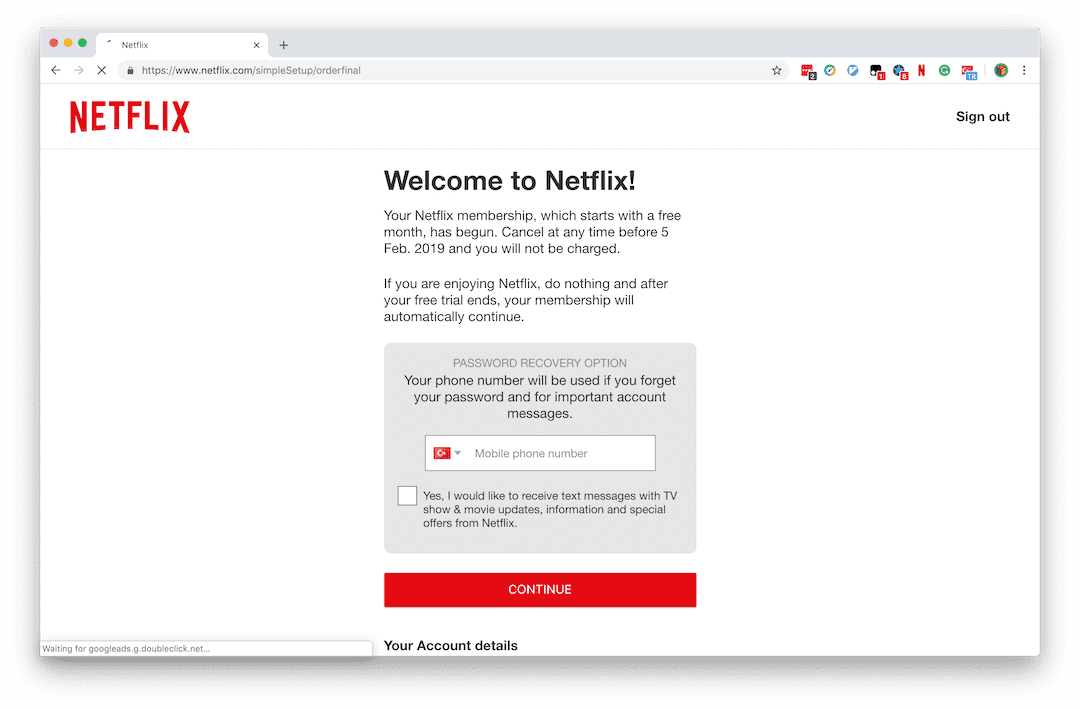 Netflix
https://www.netflix.com/simpleSetup/orderfinal
2
1
8
N
TR
NETFLIX
Sign out
Welcome to Netflix!
Your Netflix membership, which starts with a free
month, has begun. Cancel at any time before 5
Feb. 2019 and you will not be charged.
If you are enjoying Netflix, do nothing and after
your free trial ends, your membership will
automatically continue.
PASSWORD RECOVERY OPTION
Your phone number will be used if you forget
your password and for important account
messages.
Mobile phone number
Yes, I would like to receive text messages with TV
show & movie updates, information and special
offers from Netflix.
CONTINUE
Your Account details
Waiting for googleads.g.doubleclick.net...